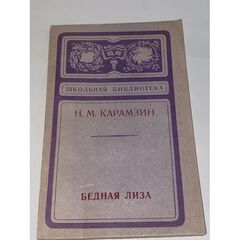 ШКОЛЬНАЯ БИБЛИОТЕКА
Н. М. КАРАМЗИН
БЕДНАЯ ЛИЗА